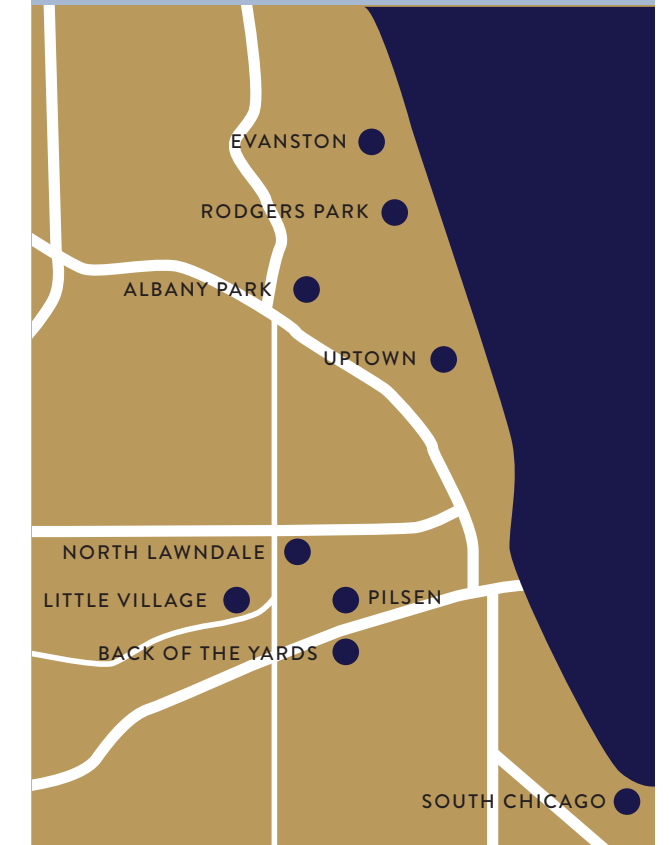 EVANSTON
RODGERS PARK
ALBANY PARK
UPTOWN
NORTH LAWNDALE
LITTLE VILLAGE
PILSEN
BACK OF THE YARDS
SOUTH CHICAGO